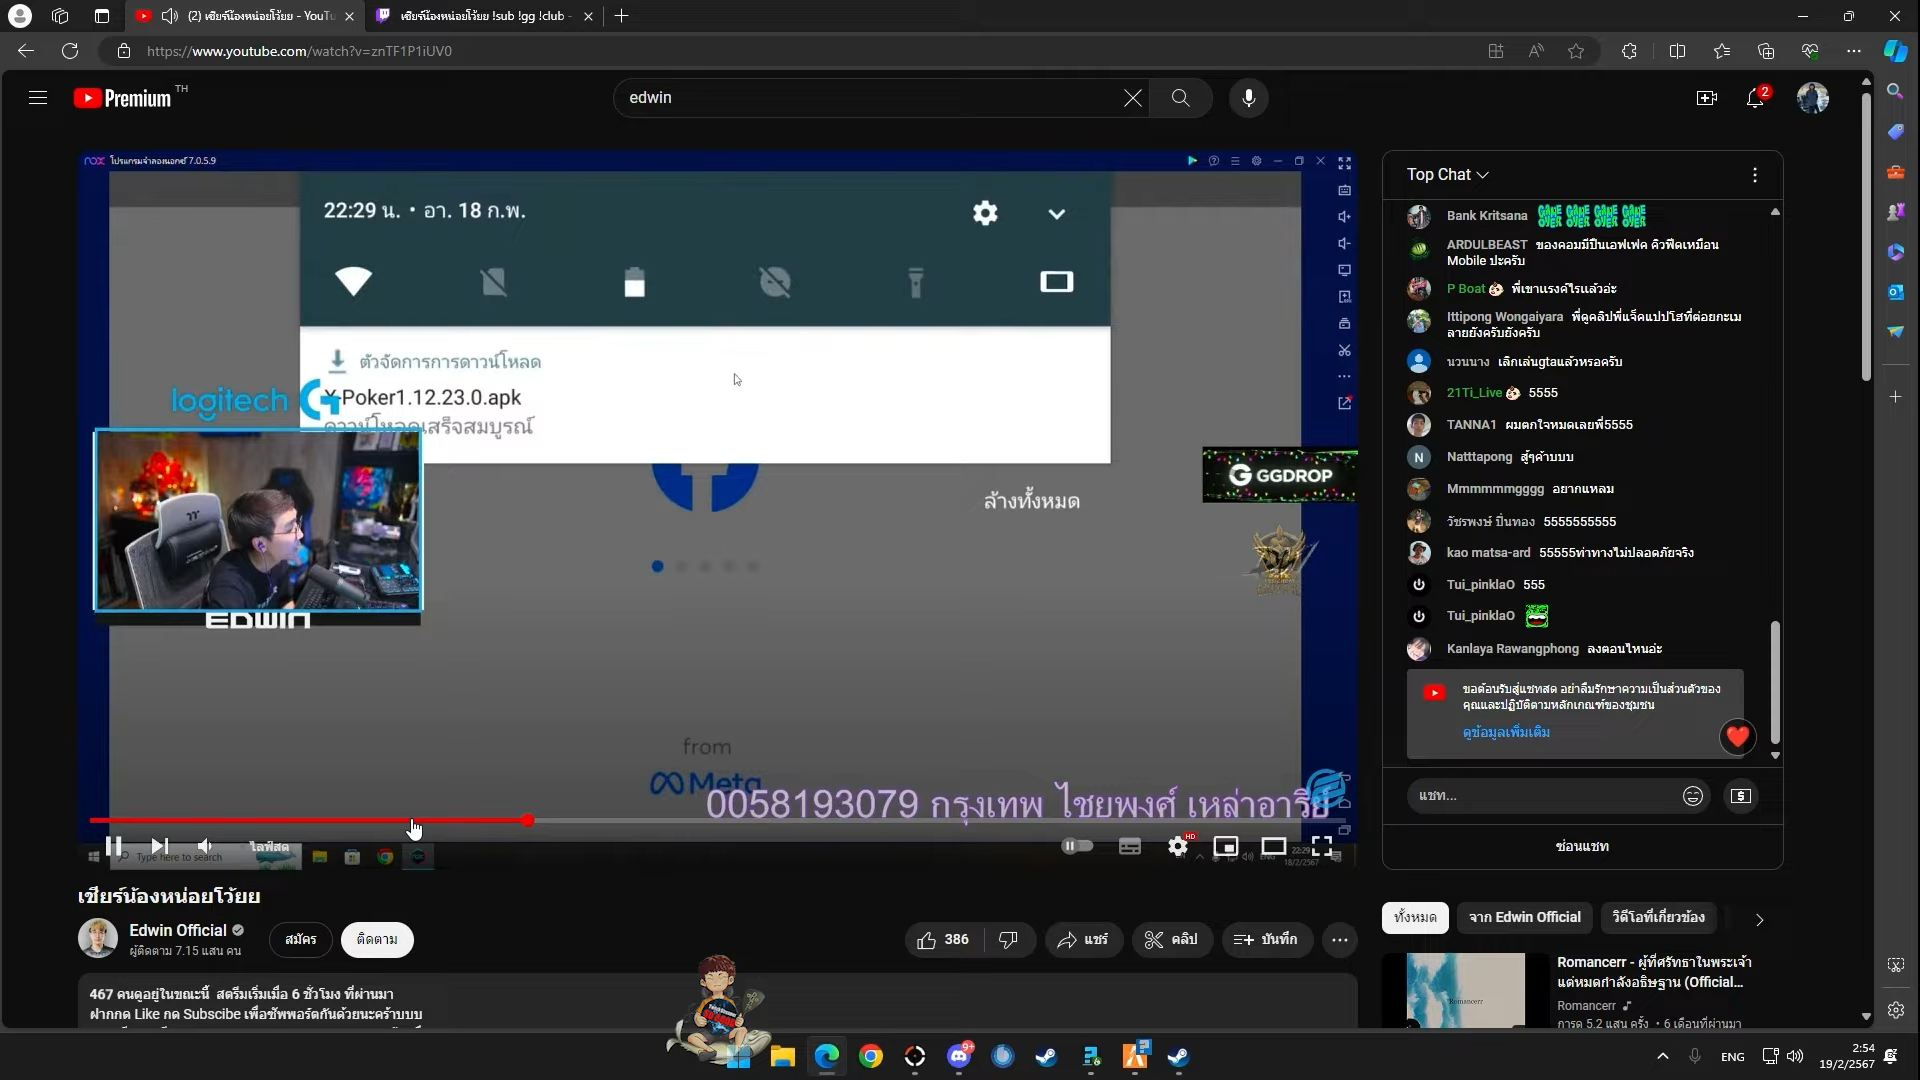 (2) เซียร์น้องหน่อยโว้ยย - YouTu
เซียร์น้องหน่อยโว้ยย !sub !gg !club -
https://www.youtube.com/watch?v=znTF1P1iUV0
Premium TH
edwin
2
nox โปรแกรมจำลองนอกซ์ 7.0.5.9
22:29 น. • อา. 18 ก.พ.
ตัวจัดการการดาวน์โหลด
X-Poker1.12.23.0.apk
ดาวน์โหลดเสร็จสมบูรณ์
logitech G
ล้างทั้งหมด
GGDROP
EDWIN
from
Meta
0058193079 กรุงเทพ ไชยพงศ์ เหล่าอารีย์
ไลฟ์สด
Type here to search
HD
22:29
18/2/2567
Top Chat
Bank Kritsana GAME OVER GAME OVER GAME OVER GAME OVER
ARDULBEAST ของคอมมีปืนเอฟเฟค คิวฟีดเหมือน
Mobile ปะครับ
P Boat พี่เขาแรงค์ไรแล้วอ่ะ
Ittipong Wongaiyara พี่ดูคลิปพี่แจ็คแปปโฮที่ต่อยกะเม
ลายยังครับยังครับ
นวนนาง เลิกเล่นgtaแล้วหรอครับ
21Ti_Live 5555
TANNA1 ผมตกใจหมดเลยพี่5555
N Natttapong สู้ๆค้าบบบ
Mmmmmmgggg อยากแหลม
วัชรพงษ์ ปิ่นทอง 5555555555
kao matsa-ard 55555ท่าทางไม่ปลอดภัยจริง
Tui_pinklaO 555
Tui_pinklaO
Kanlaya Rawangphong ลงตอนไหนอ่ะ
ขอต้อนรับสู่แชทสด อย่าลืมรักษาความเป็นส่วนตัวของ
คุณและปฏิบัติตามหลักเกณฑ์ของชุมชน
ดูข้อมูลเพิ่มเติม
แชท...
ซ่อนแชท
เซียร์น้องหน่อยโว้ยย
Edwin Official
ผู้ติดตาม 7.15 แสน คน
สมัคร
ติดตาม
386
แชร์
คลิป
บันทึก
467 คนดูอยู่ในขณะนี้ สตรีมเริ่มเมื่อ 6 ชั่วโมง ที่ผ่านมา
ฝากกด Like กด Subscibe เพื่อซัพพอร์ตกันด้วยนะคร้าบบบ
ทั้งหมด
จาก Edwin Official
วิดีโอที่เกี่ยวข้อง
Romancerr
Romancerr - ผู้ที่ศรัทธาในพระเจ้า
แต่หมดกำลังอธิษฐาน (Official...
Romancerr
การดู 5.2 แสน ครั้ง • 6 เดือนที่ผ่านมา
9+
ENG
2:54
19/2/2567